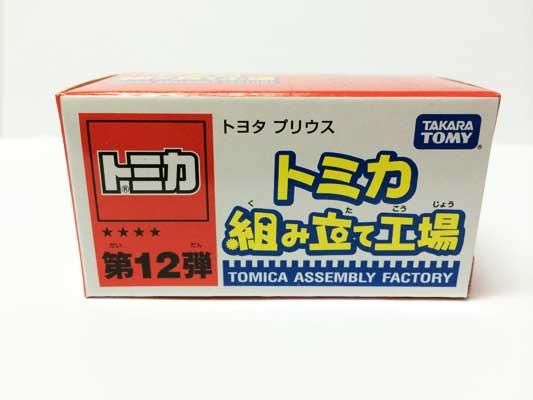 トヨタ プリウス
TAKARA
TOMY
®
トミカ
®
★★★★
だい だん
第12弾
トミカ
く た こう じょう
組み立て工場
TOMICA ASSEMBLY FACTORY